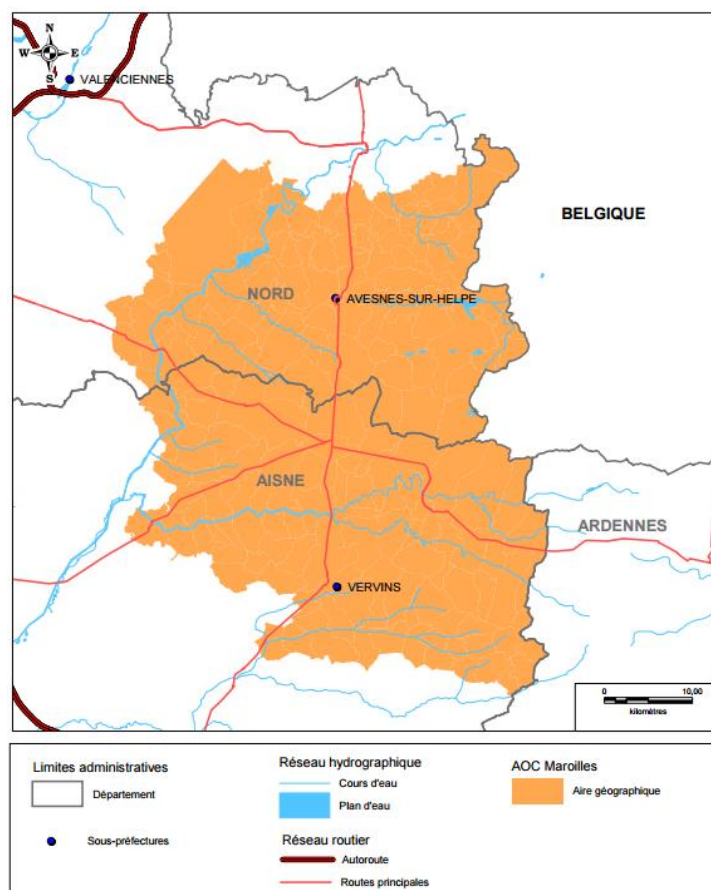 N
W E
S
VALENCIENNES
BELGIQUE
NORD
AVESNES-SUR-HELPE
AISNE
ARDENNES
VERVINS
0 10,00
kilomètres
Limites administratives
Département
Sous-préfectures
Réseau hydrographique
Cours d'eau
Plan d'eau
Réseau routier
Autoroute
Routes principales
AOC Maroilles
Aire géographique